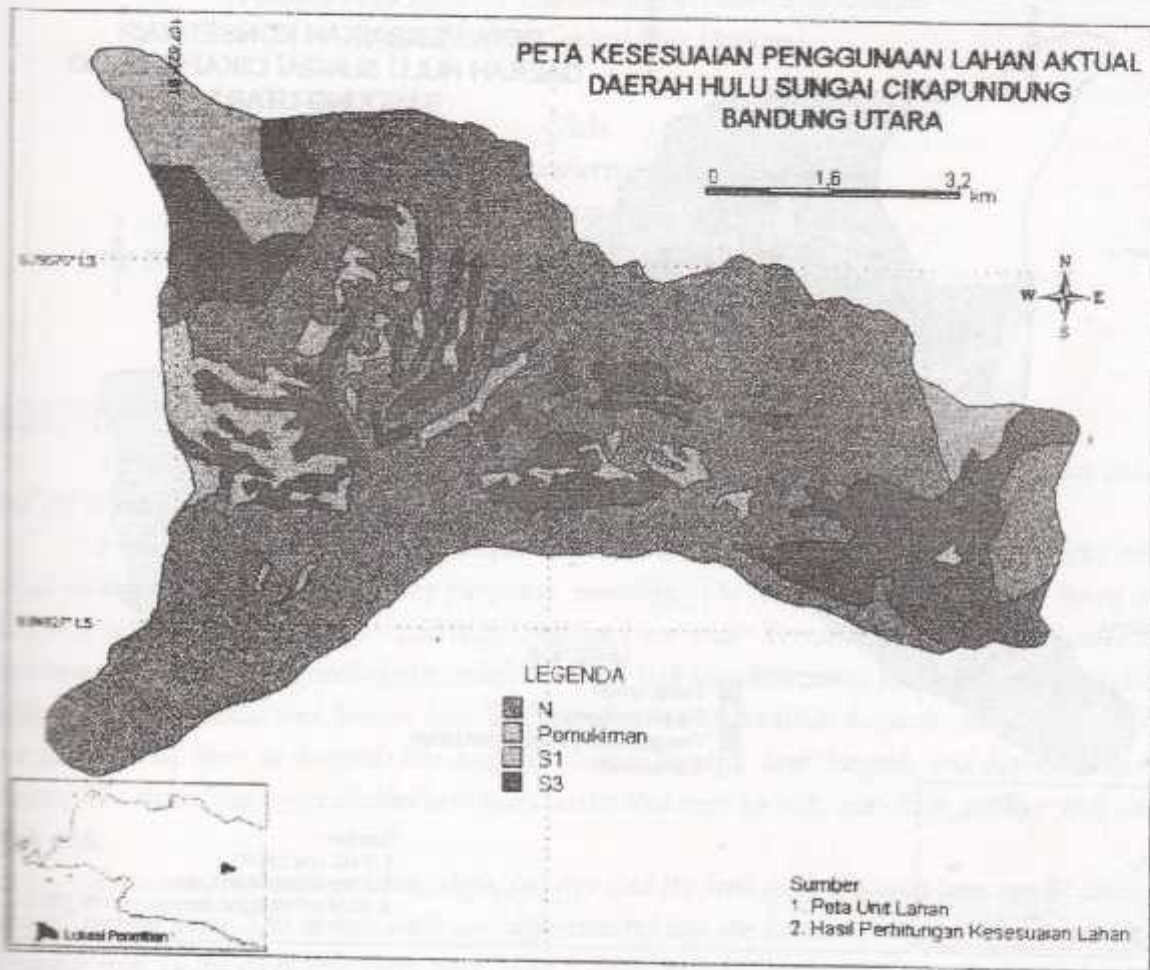 PETA KESESUAIAN PENGGUNAAN LAHAN AKTUAL
DAERAH HULU SUNGAI CIKAPUNDUNG
BANDUNG UTARA
0 1,6 3,2
km
N
W E
S
LEGENDA
N
Pemukiman
S1
S3
Lokasi Penelitian
Sumber
1. Peta Unit Lahan
2. Hasil Perhitungan Kesesuaian Lahan